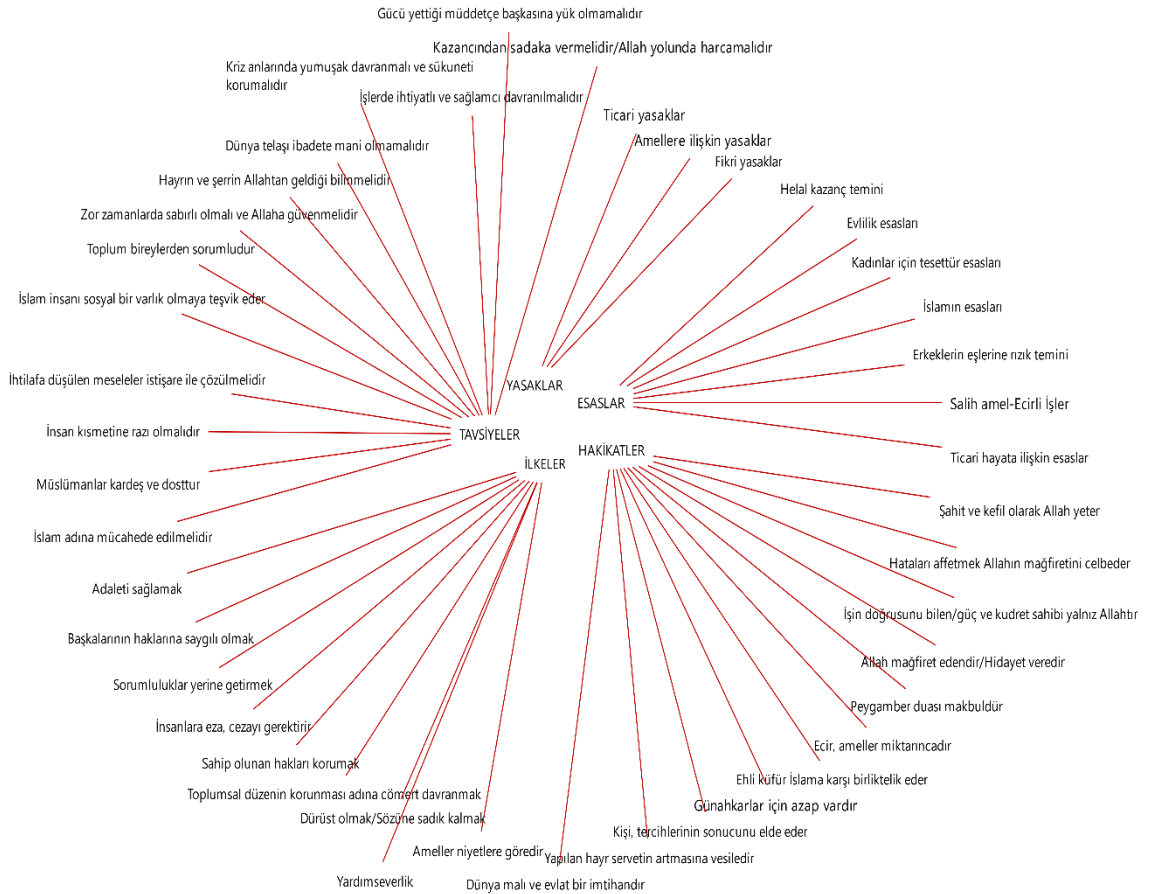 Gücü yettiği müddetçe başkasına yük olmamalıdır
Kazancından sadaka vermelidir/Allah yolunda harcamalıdır
Kriz anlarında yumuşak davranmalı ve sükuneti
korumalıdır
İşlerde ihtiyatlı ve sağlamcı davranılmalıdır
Ticari yasaklar
Amellere ilişkin yasaklar
Dünya telaşı ibadete mani olmamalıdır
Fikri yasaklar
Hayrın ve şerrin Allahtan geldiği bilinmelidir
Helal kazanç temini
Zor zamanlarda sabırlı olmalı ve Allaha güvenmelidir
Evlilik esasları
Toplum bireylerden sorumludur
Kadınlar için tesettür esasları
İslam insanı sosyal bir varlık olmaya teşvik eder
İslamın esasları
Erkeklerin eşlerine rızık temini
İhtilafa düşülen meseleler istişare ile çözülmelidir
YASAKLAR
ESASLAR
Salih amel-Ecirli İşler
İnsan kısmetine razı olmalıdır
TAVSİYELER
HAKİKATLER
İLKELER
Ticari hayata ilişkin esaslar
Müslümanlar kardeş ve dosttur
Şahit ve kefil olarak Allah yeter
İslam adına mücahede edilmelidir
Hataları affetmek Allahın mağfiretini celbeder
Adaleti sağlamak
İşin doğrusunu bilen/güç ve kudret sahibi yalnız Allahtır
Başkalarının haklarına saygılı olmak
Allah mağfiret edendir/Hidayet veredir
Sorumluluklar yerine getirmek
Peygamber duası makbuldür
İnsanlara eza, cezayı gerektirir
Ecir, ameller miktarıncadır
Sahip olunan hakları korumak
Ehli küfür İslama karşı birliktelik eder
Toplumsal düzenin korunması adına cömert davranmak
Günahkarlar için azap vardır
Dürüst olmak/Sözüne sadık kalmak
Kişi, tercihlerinin sonucunu elde eder
Ameller niyetlere göredir
Yapılan hayr servetin artmasına vesiledir
Yardımseverlik
Dünya malı ve evlat bir imtihandır